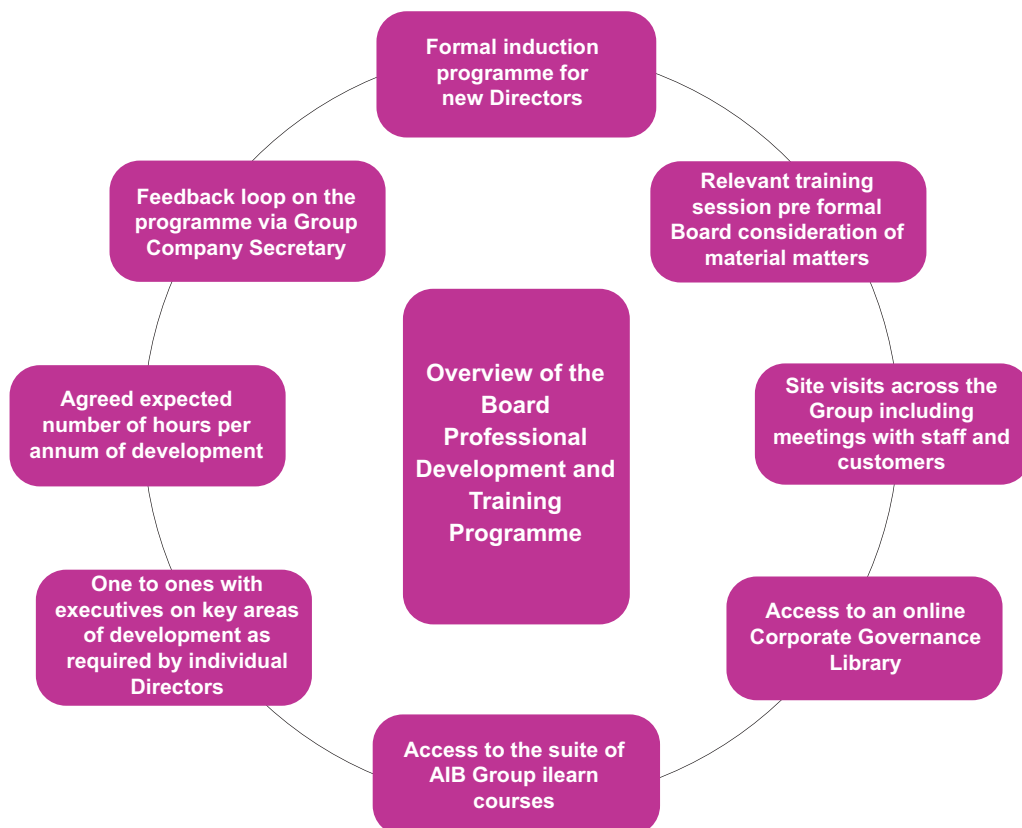 Formal induction
programme for
new Directors
Relevant training
session pre formal
Board consideration of
material matters
Site visits across the
Group including
meetings with staff and
customers
Access to an online
Corporate Governance
Library
Access to the suite of
AIB Group ilearn
courses
One to ones with
executives on key areas
of development as
required by individual
Directors
Agreed expected
number of hours per
annum of development
Feedback loop on the
programme via Group
Company Secretary
Overview of the
Board
Professional
Development and
Training
Programme